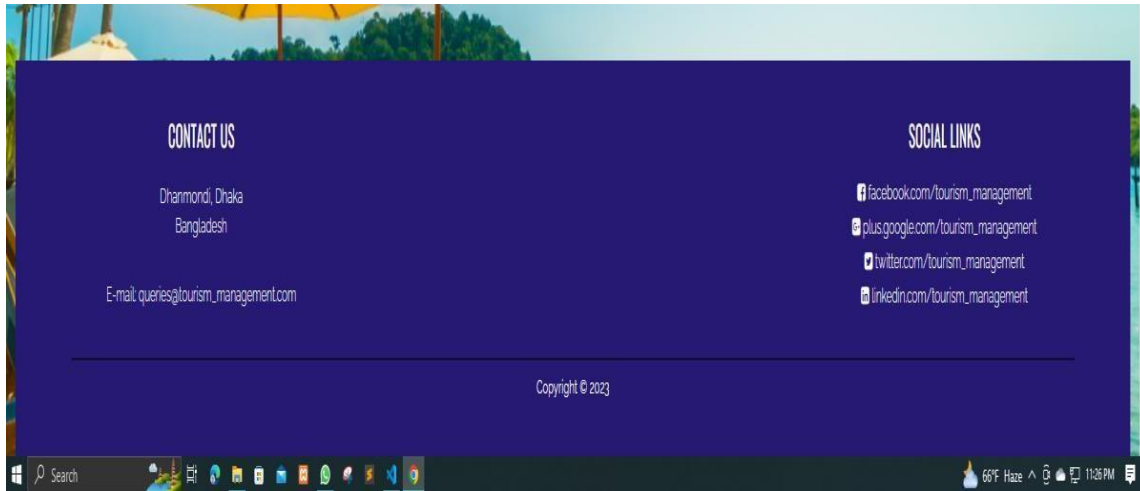 CONTACT US
Dhanmondi, Dhaka
Bangladesh
E-mail: queries@tourism_management.com
SOCIAL LINKS
facebook.com/tourism_management
plus.google.com/tourism_management
twitter.com/tourism_management
linkedin.com/tourism_management
Copyright © 2023
Search
66°F Haze
11:26 PM